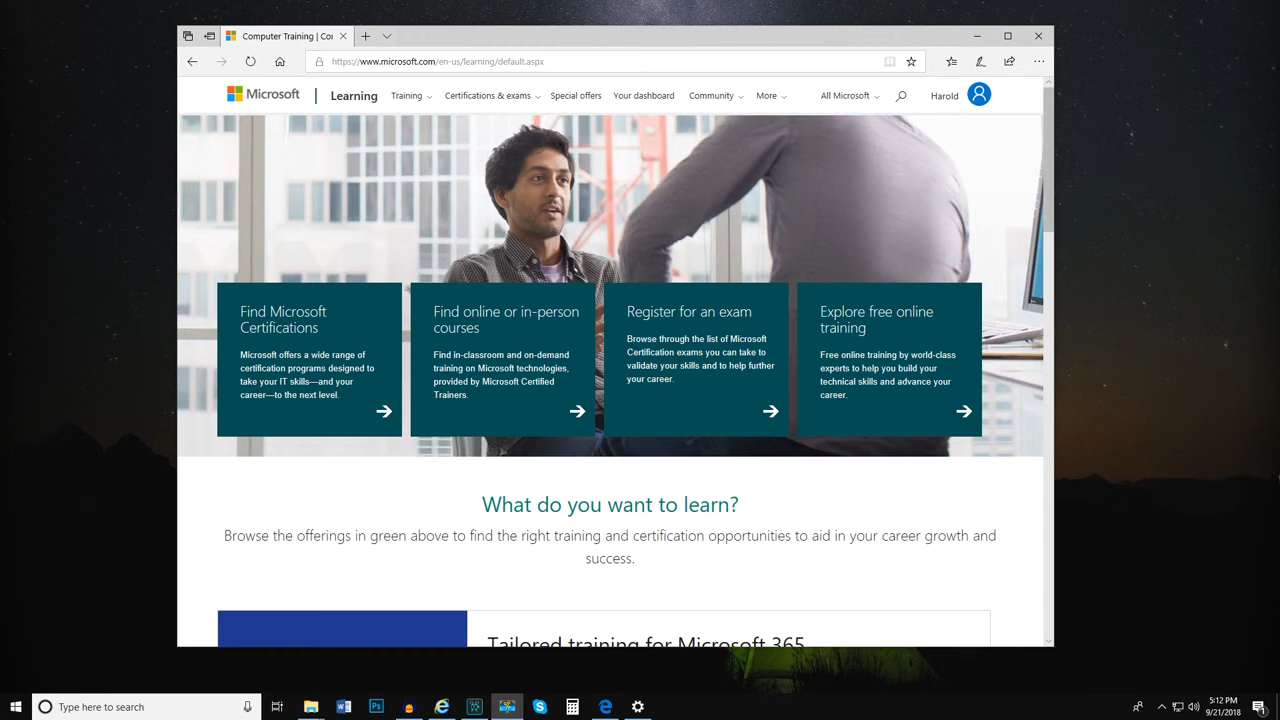 Computer Training | Cor
https://www.microsoft.com/en-us/learning/default.aspx
Microsoft | Learning Training Certifications & exams Special offers Your dashboard Community More All Microsoft Harold
Find Microsoft
Certifications
Microsoft offers a wide range of
certification programs designed to
take your IT skills—and your
career—to the next level.
Find online or in-person
courses
Find in-classroom and on-demand
training on Microsoft technologies,
provided by Microsoft Certified
Trainers.
Register for an exam
Browse through the list of Microsoft
Certification exams you can take to
validate your skills and to help further
your career.
Explore free online
training
Free online training by world-class
experts to help you build your
technical skills and advance your
career.
What do you want to learn?
Browse the offerings in green above to find the right training and certification opportunities to aid in your career growth and
success.
Tailored training for Microsoft 365
Type here to search
5:12 PM
9/21/2018